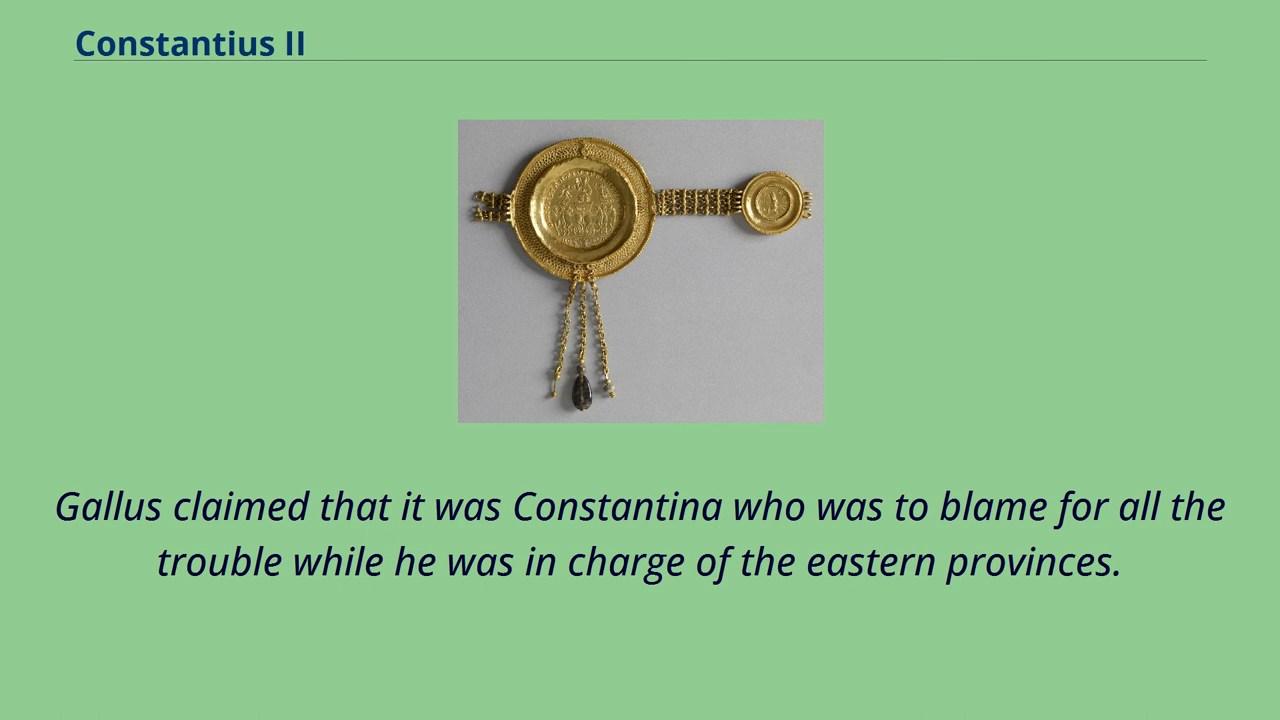 Constantius II
Gallus claimed that it was Constantina who was to blame for all the
trouble while he was in charge of the eastern provinces.